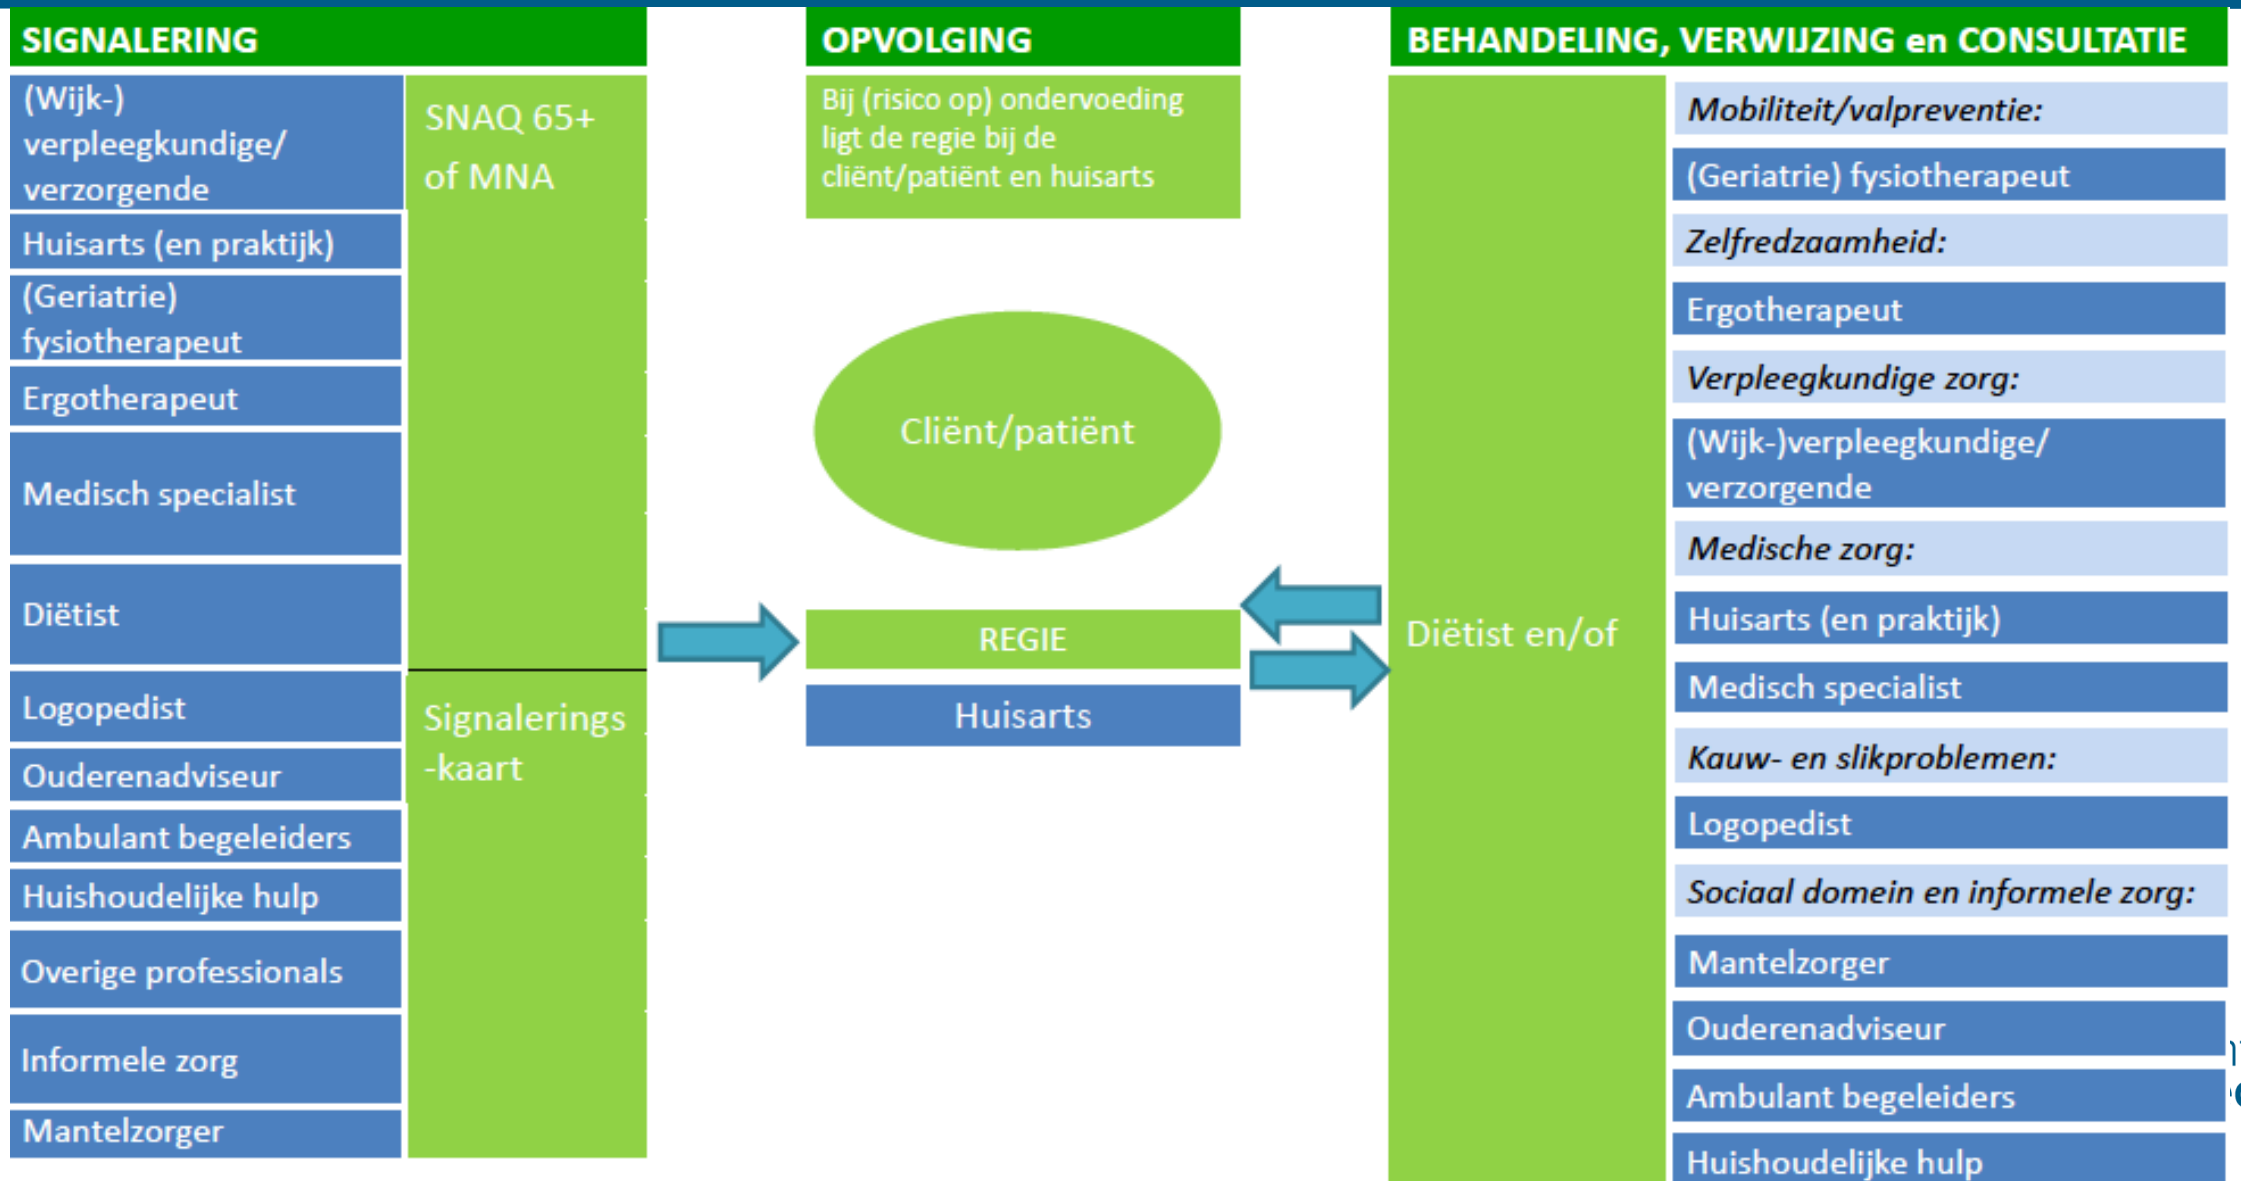 SIGNALERING
(Wijk-)
verpleegkundige/
verzorgende
Huisarts (en praktijk)
(Geriatrie)
fysiotherapeut
Ergotherapeut
Medisch specialist
Diëtist
Logopedist
Ouderenadviseur
Ambulant begeleiders
Huishoudelijke hulp
Overige professionals
Informele zorg
Mantelzorger
SNAQ 65+
of MNA
Signalerings
-kaart
OPVOLGING
Bij (risico op) ondervoeding
ligt de regie bij de
cliënt/patiënt en huisarts
Cliënt/patiënt
REGIE
Huisarts
BEHANDELING, VERWIJZING en CONSULTATIE
Diëtist en/of
Mobiliteit/valpreventie:
(Geriatrie) fysiotherapeut
Zelfredzaamheid:
Ergotherapeut
Verpleegkundige zorg:
(Wijk-)verpleegkundige/
verzorgende
Medische zorg:
Huisarts (en praktijk)
Medisch specialist
Kauw- en slikproblemen:
Logopedist
Sociaal domein en informele zorg:
Mantelzorger
Ouderenadviseur
Ambulant begeleiders
Huishoudelijke hulp